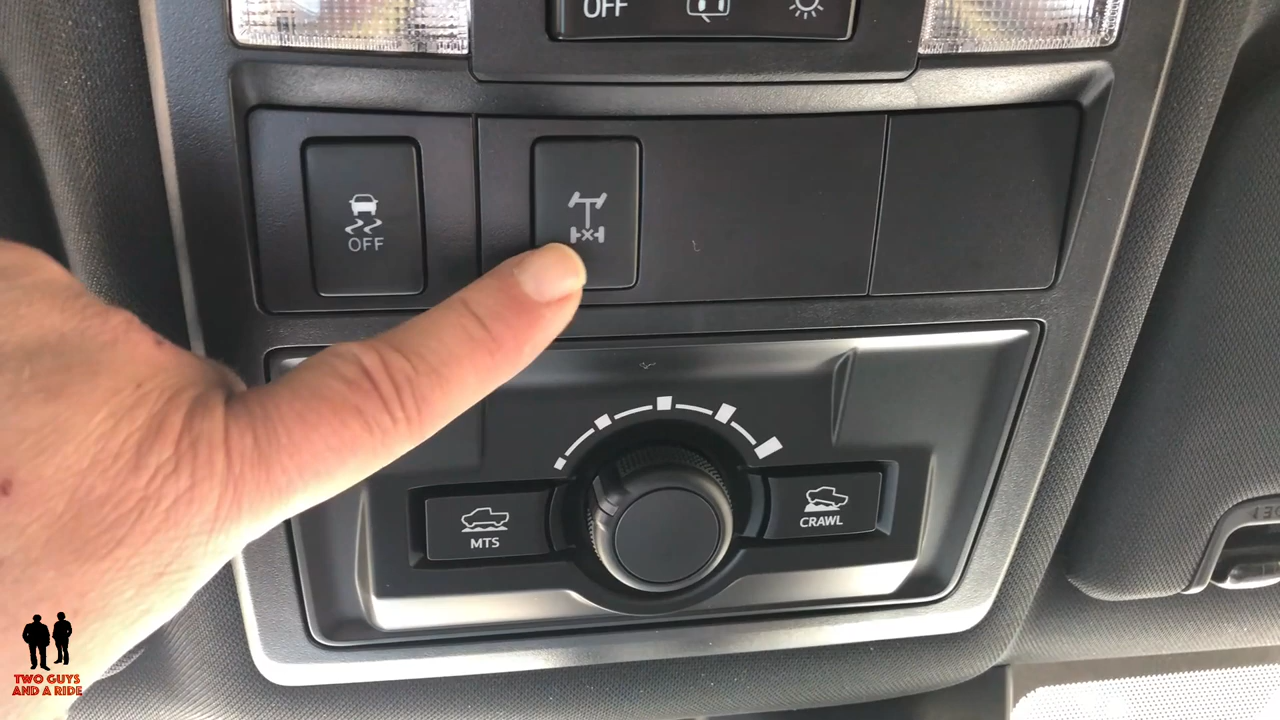 OFF
OFF
MTS
CRAWL
TWO GUYS
AND A RIDE